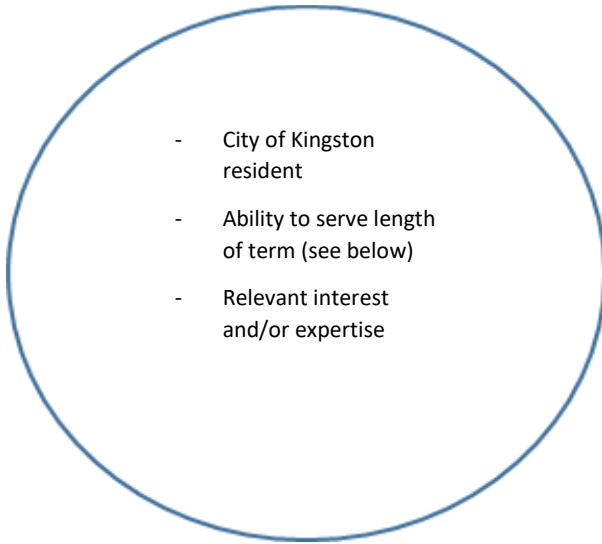 - City of Kingston
resident
- Ability to serve length
of term (see below)
- Relevant interest
and/or expertise